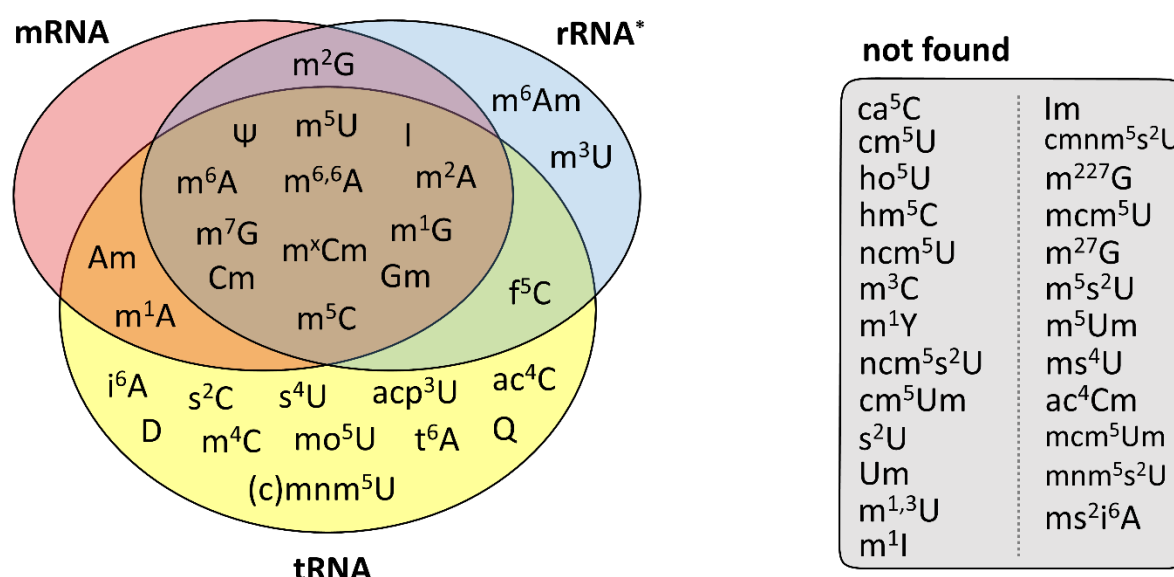 mRNA
rRNA*
m²G
m⁶Am
m³U
Ψ
m⁵U
I
m⁶A
m⁶,⁶A
m²A
m⁷G
mˣCm
m¹G
Cm
Gm
m⁵C
Am
m¹A
f⁵C
i⁶A
s²C
s⁴U
acp³U
ac⁴C
D
m⁴C
mo⁵U
t⁶A
Q
(c)mnm⁵U
tRNA
not found
ca⁵C
cm⁵U
ho⁵U
hm⁵C
ncm⁵U
m³C
m¹Y
ncm⁵s²U
cm⁵Um
s²U
Um
m¹,³U
m¹I
Im
cmnm⁵s²U
m²²⁷G
mcm⁵U
m²⁷G
m⁵s²U
m⁵Um
ms⁴U
ac⁴Cm
mcm⁵Um
mnm⁵s²U
ms²i⁶A